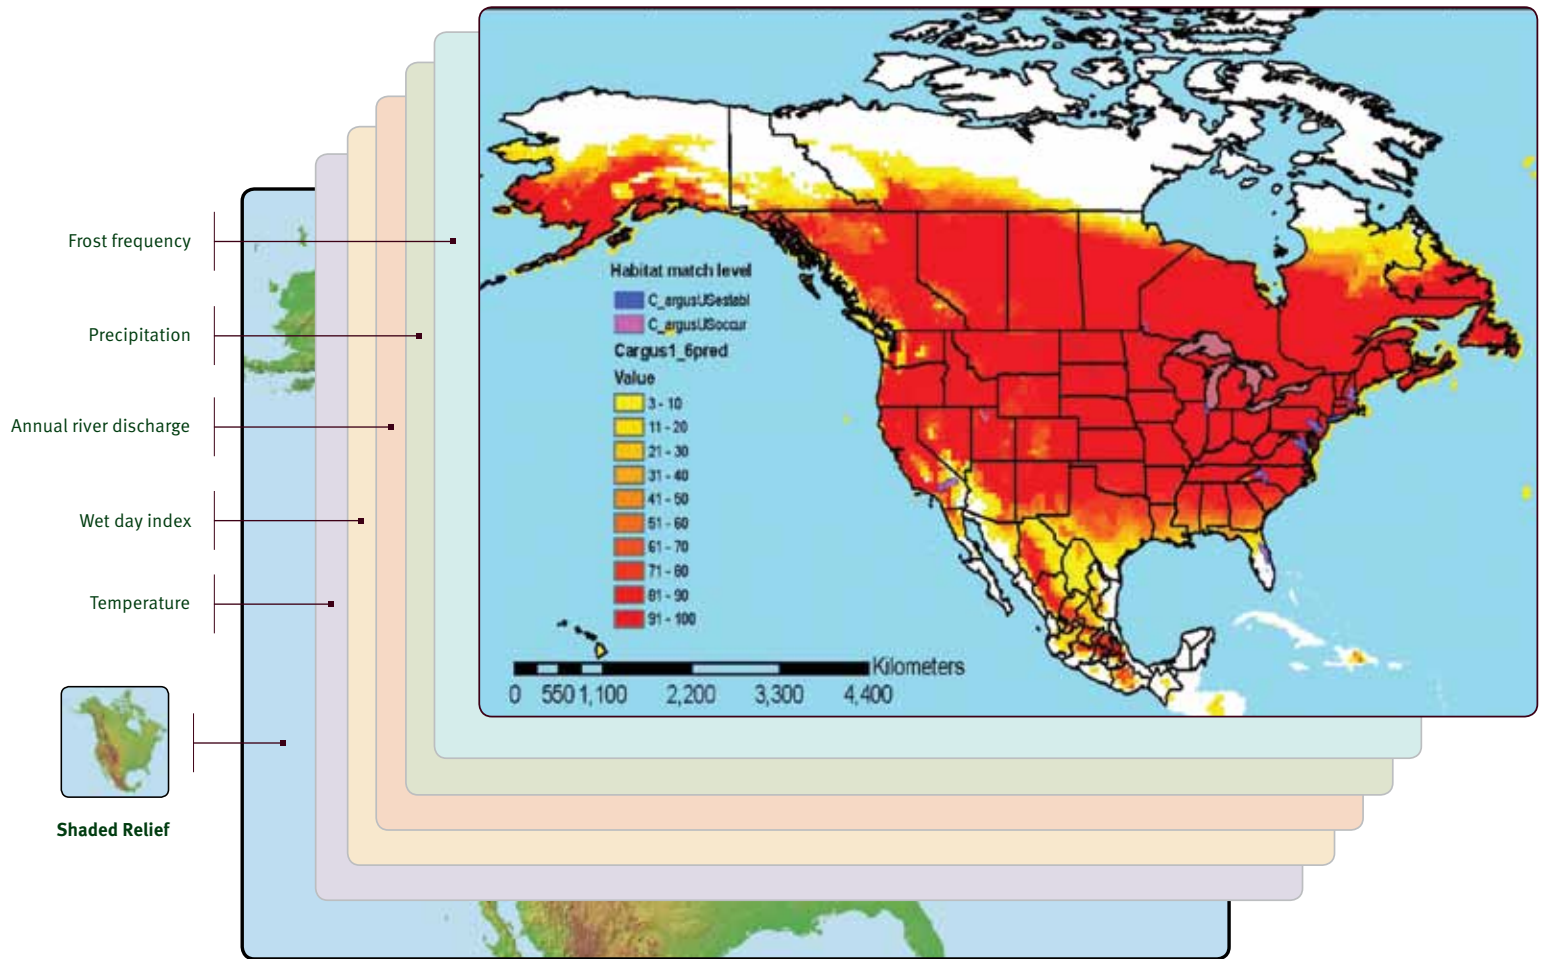 Frost frequency
Precipitation
Annual river discharge
Wet day index
Temperature
Shaded Relief
Habitat match level
C_argusUSestabl
C_argusUSoccur
Cargus1_6pred
Value
3 - 10
11 - 20
21 - 30
31 - 40
41 - 50
51 - 60
61 - 70
71 - 80
81 - 90
91 - 100
Kilometers
0 550 1,100 2,200 3,300 4,400